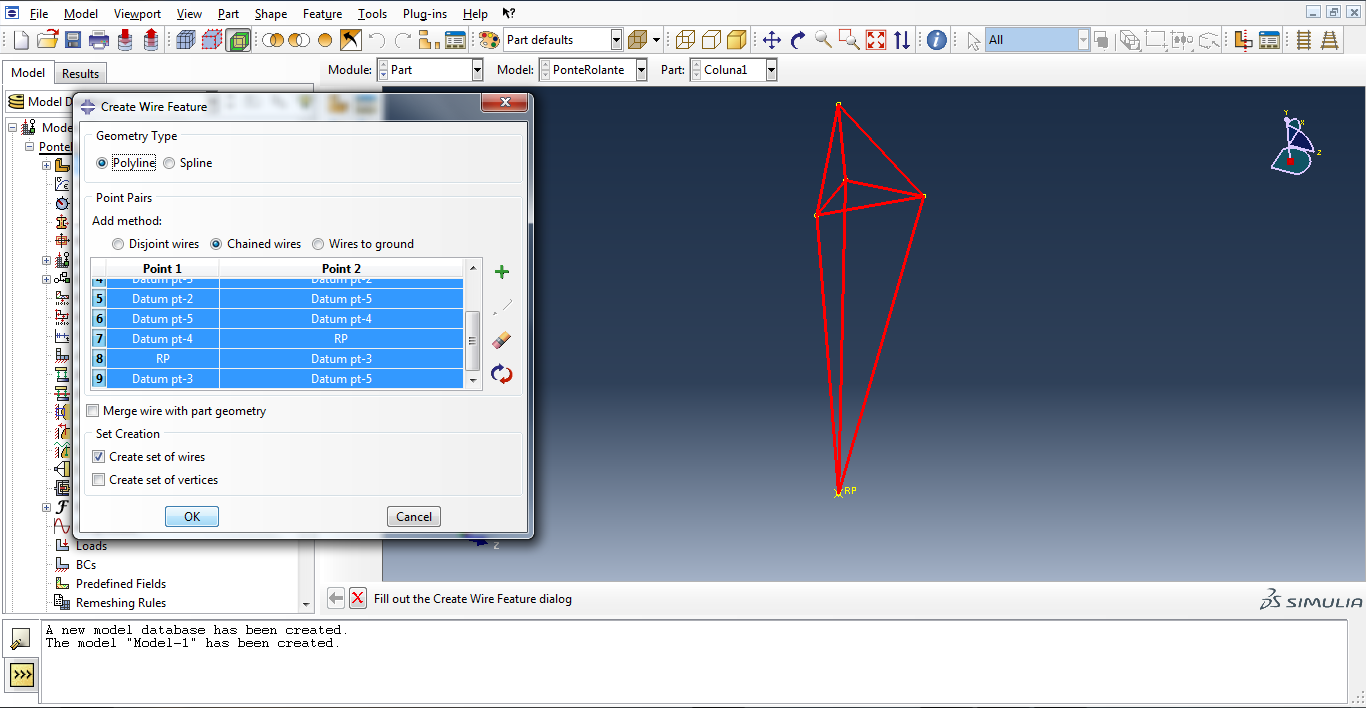 File Model Viewport View Part Shape Feature Tools Plug-ins Help
Part defaults
All
Model Results
Module: Part Model: PonteRolante Part: Coluna1
Model D
Create Wire Feature
Mode
Pontel
Geometry Type
Polyline Spline
Point Pairs
Add method:
Disjoint wires Chained wires Wires to ground
Point 1 Point 2
4 Datum pt-3 Datum pt-2
5 Datum pt-2 Datum pt-5
6 Datum pt-5 Datum pt-4
7 Datum pt-4 RP
8 RP Datum pt-3
9 Datum pt-3 Datum pt-5
Merge wire with part geometry
Set Creation
Create set of wires
Create set of vertices
OK Cancel
Loads
BCs
Predefined Fields
Remeshing Rules
Y
X
Z
RP
Z
Fill out the Create Wire Feature dialog
SIMULIA
A new model database has been created.
The model "Model-1" has been created.
>>>